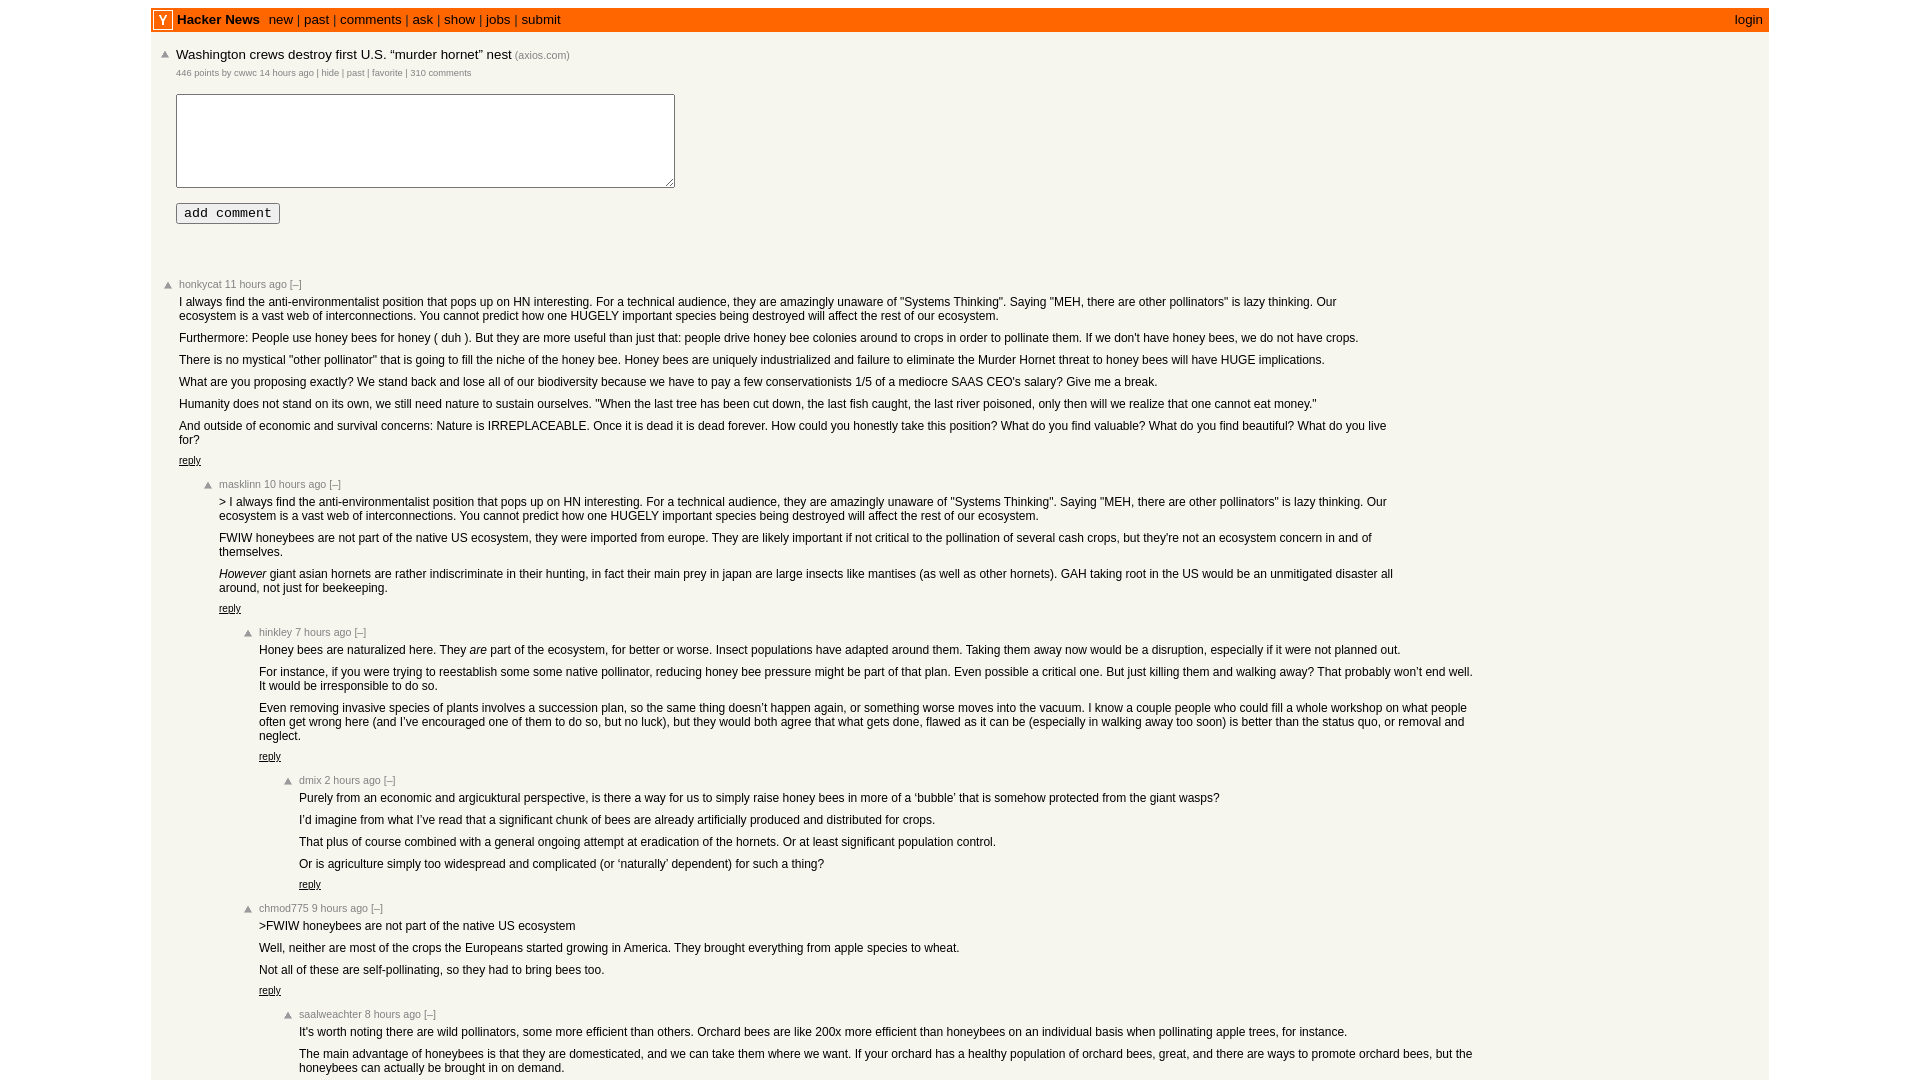 Y Hacker News new | past | comments | ask | show | jobs | submit login
Washington crews destroy first U.S. “murder hornet” nest (axios.com)
446 points by cwwc 14 hours ago | hide | past | favorite | 310 comments
add comment
honkycat 11 hours ago [–]
I always find the anti-environmentalist position that pops up on HN interesting. For a technical audience, they are amazingly unaware of "Systems Thinking". Saying "MEH, there are other pollinators" is lazy thinking. Our
ecosystem is a vast web of interconnections. You cannot predict how one HUGELY important species being destroyed will affect the rest of our ecosystem.
Furthermore: People use honey bees for honey ( duh ). But they are more useful than just that: people drive honey bee colonies around to crops in order to pollinate them. If we don't have honey bees, we do not have crops.
There is no mystical "other pollinator" that is going to fill the niche of the honey bee. Honey bees are uniquely industrialized and failure to eliminate the Murder Hornet threat to honey bees will have HUGE implications.
What are you proposing exactly? We stand back and lose all of our biodiversity because we have to pay a few conservationists 1/5 of a mediocre SAAS CEO's salary? Give me a break.
Humanity does not stand on its own, we still need nature to sustain ourselves. "When the last tree has been cut down, the last fish caught, the last river poisoned, only then will we realize that one cannot eat money."
And outside of economic and survival concerns: Nature is IRREPLACEABLE. Once it is dead it is dead forever. How could you honestly take this position? What do you find valuable? What do you find beautiful? What do you live
for?
reply
masklinn 10 hours ago [–]
> I always find the anti-environmentalist position that pops up on HN interesting. For a technical audience, they are amazingly unaware of "Systems Thinking". Saying "MEH, there are other pollinators" is lazy thinking. Our
ecosystem is a vast web of interconnections. You cannot predict how one HUGELY important species being destroyed will affect the rest of our ecosystem.
FWIW honeybees are not part of the native US ecosystem, they were imported from europe. They are likely important if not critical to the pollination of several cash crops, but they're not an ecosystem concern in and of
themselves.
However giant asian hornets are rather indiscriminate in their hunting, in fact their main prey in japan are large insects like mantises (as well as other hornets). GAH taking root in the US would be an unmitigated disaster all
around, not just for beekeeping.
reply
hinkley 7 hours ago [–]
Honey bees are naturalized here. They are part of the ecosystem, for better or worse. Insect populations have adapted around them. Taking them away now would be a disruption, especially if it were not planned out.
For instance, if you were trying to reestablish some some native pollinator, reducing honey bee pressure might be part of that plan. Even possible a critical one. But just killing them and walking away? That probably won’t end well.
It would be irresponsible to do so.
Even removing invasive species of plants involves a succession plan, so the same thing doesn’t happen again, or something worse moves into the vacuum. I know a couple people who could fill a whole workshop on what people
often get wrong here (and I’ve encouraged one of them to do so, but no luck), but they would both agree that what gets done, flawed as it can be (especially in walking away too soon) is better than the status quo, or removal and
neglect.
reply
dmix 2 hours ago [–]
Purely from an economic and argicuktural perspective, is there a way for us to simply raise honey bees in more of a ‘bubble’ that is somehow protected from the giant wasps?
I’d imagine from what I’ve read that a significant chunk of bees are already artificially produced and distributed for crops.
That plus of course combined with a general ongoing attempt at eradication of the hornets. Or at least significant population control.
Or is agriculture simply too widespread and complicated (or ‘naturally’ dependent) for such a thing?
reply
chmod775 9 hours ago [–]
>FWIW honeybees are not part of the native US ecosystem
Well, neither are most of the crops the Europeans started growing in America. They brought everything from apple species to wheat.
Not all of these are self-pollinating, so they had to bring bees too.
reply
saalweachter 8 hours ago [–]
It's worth noting there are wild pollinators, some more efficient than others. Orchard bees are like 200x more efficient than honeybees on an individual basis when pollinating apple trees, for instance.
The main advantage of honeybees is that they are domesticated, and we can take them where we want. If your orchard has a healthy population of orchard bees, great, and there are ways to promote orchard bees, but the
honeybees can actually be brought in on demand.